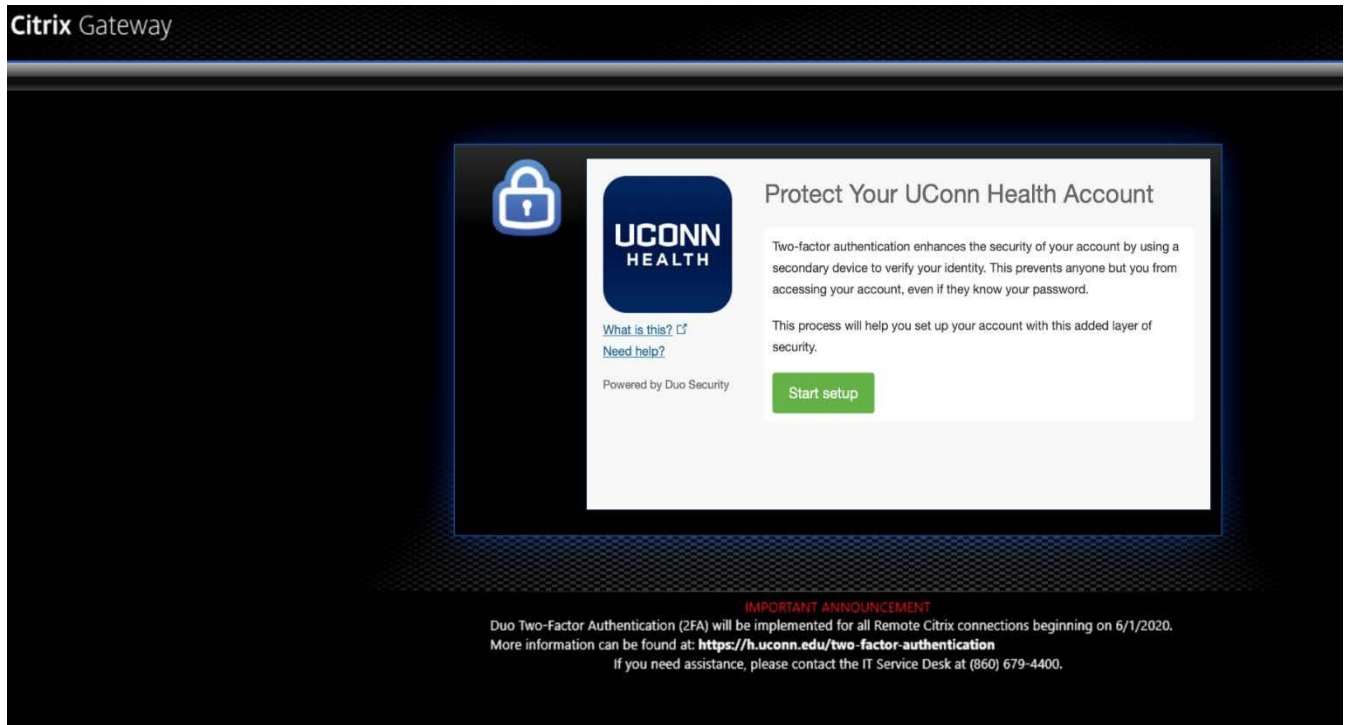 Citrix Gateway
UCONN
HEALTH
What is this?
Need help?
Powered by Duo Security
Protect Your UConn Health Account
Two-factor authentication enhances the security of your account by using a
secondary device to verify your identity. This prevents anyone but you from
accessing your account, even if they know your password.
This process will help you set up your account with this added layer of
security.
Start setup
IMPORTANT ANNOUNCEMENT
Duo Two-Factor Authentication (2FA) will be implemented for all Remote Citrix connections beginning on 6/1/2020.
More information can be found at: https://h.uconn.edu/two-factor-authentication
If you need assistance, please contact the IT Service Desk at (860) 679-4400.